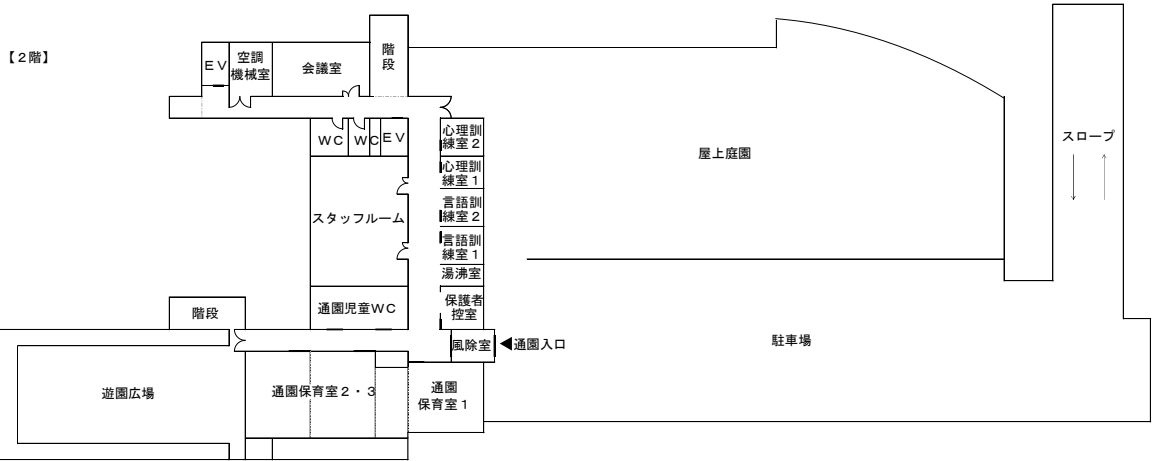 【２階】
ＥＶ
空調
機械室
会議室
階
段
ＷＣ
ＷＣ
ＥＶ
心理訓
練室２
心理訓
練室１
言語訓
練室２
言語訓
練室１
湯沸室
保護者
控室
風除室
通園入口
スタッフルーム
通園児童ＷＣ
階段
遊園広場
通園保育室２・３
通園
保育室１
屋上庭園
駐車場
スロープ